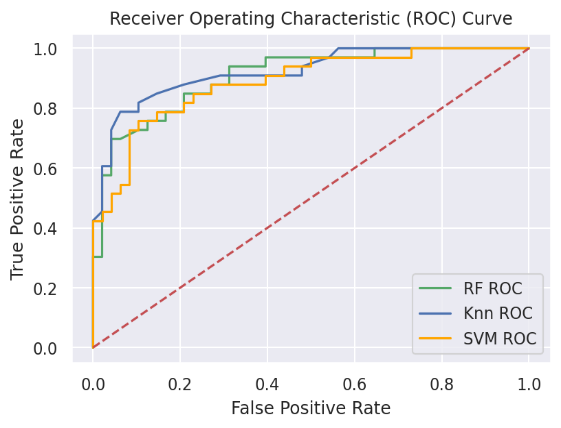 Receiver Operating Characteristic (ROC) Curve
True Positive Rate
1.0
0.8
0.6
0.4
0.2
0.0
RF ROC
Knn ROC
SVM ROC
0.0 0.2 0.4 0.6 0.8 1.0
False Positive Rate